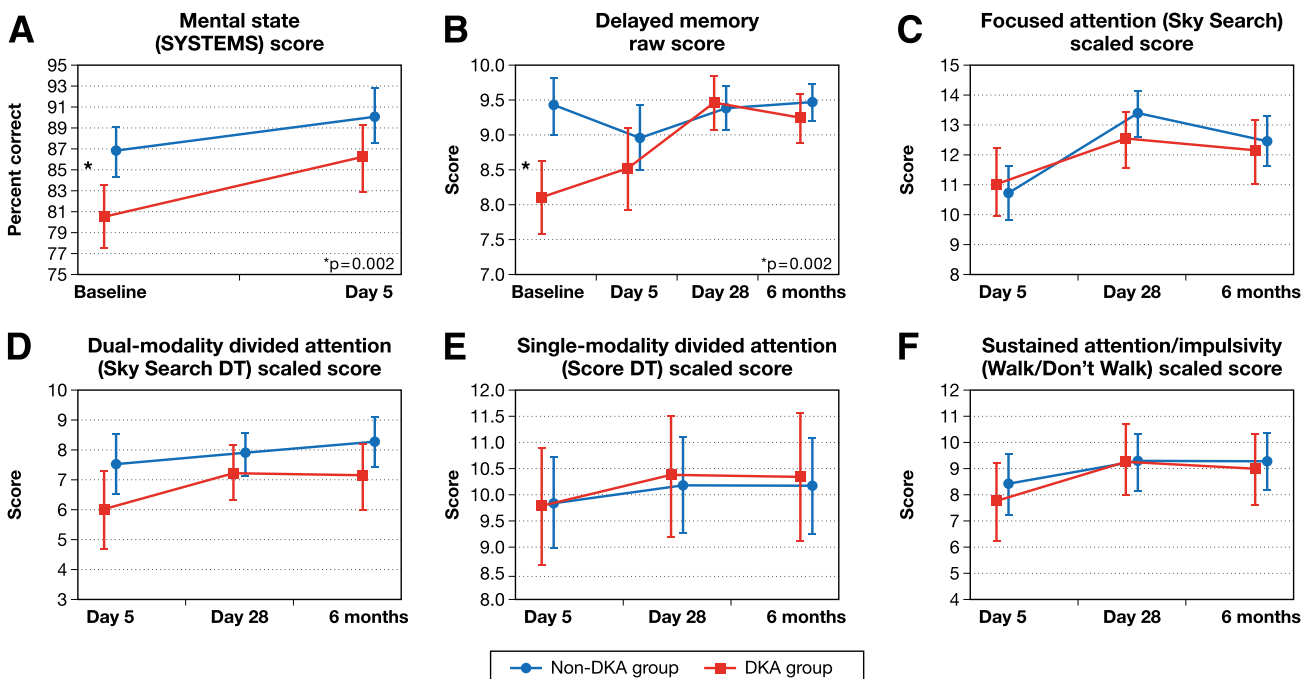 A
Mental state
(SYSTEMS) score
Percent correct
95
93
91
89
87
85
83
81
79
77
75
*
*p=0.002
Baseline
Day 5
B
Delayed memory
raw score
Score
10.0
9.5
9.0
8.5
8.0
7.5
7.0
*
*p=0.002
Baseline
Day 5
Day 28
6 months
C
Focused attention (Sky Search)
scaled score
Score
15
14
13
12
11
10
9
8
Day 5
Day 28
6 months
D
Dual-modality divided attention
(Sky Search DT) scaled score
Score
10
9
8
7
6
5
4
3
Day 5
Day 28
6 months
E
Single-modality divided attention
(Score DT) scaled score
Score
12.0
11.5
11.0
10.5
10.0
9.5
9.0
8.5
8.0
Day 5
Day 28
6 months
F
Sustained attention/impulsivity
(Walk/Don’t Walk) scaled score
Score
12
11
10
9
8
7
6
5
4
Day 5
Day 28
6 months
Non-DKA group
DKA group